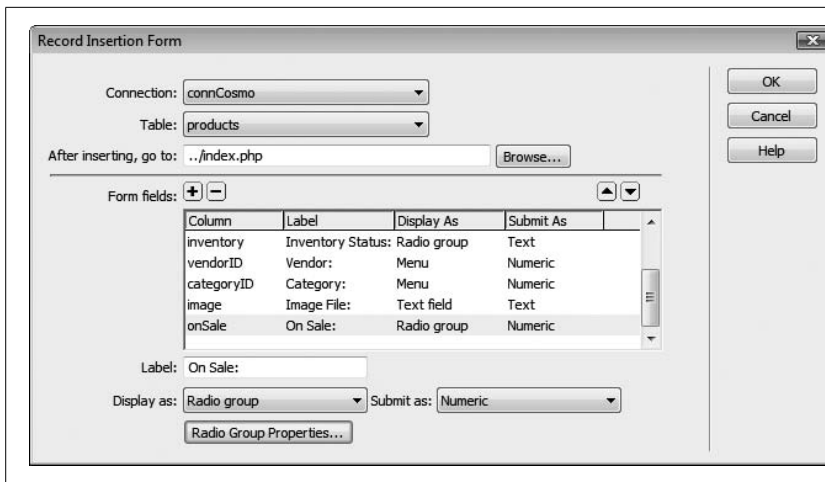 Record Insertion Form
Connection: connCosmo
OK
Table: products
Cancel
After inserting, go to: ../index.php Browse...
Help
Form fields:
Column Label Display As Submit As
inventory Inventory Status: Radio group Text
vendorID Vendor: Menu Numeric
categoryID Category: Menu Numeric
image Image File: Text field Text
onSale On Sale: Radio group Numeric
Label: On Sale:
Display as: Radio group Submit as: Numeric
Radio Group Properties...